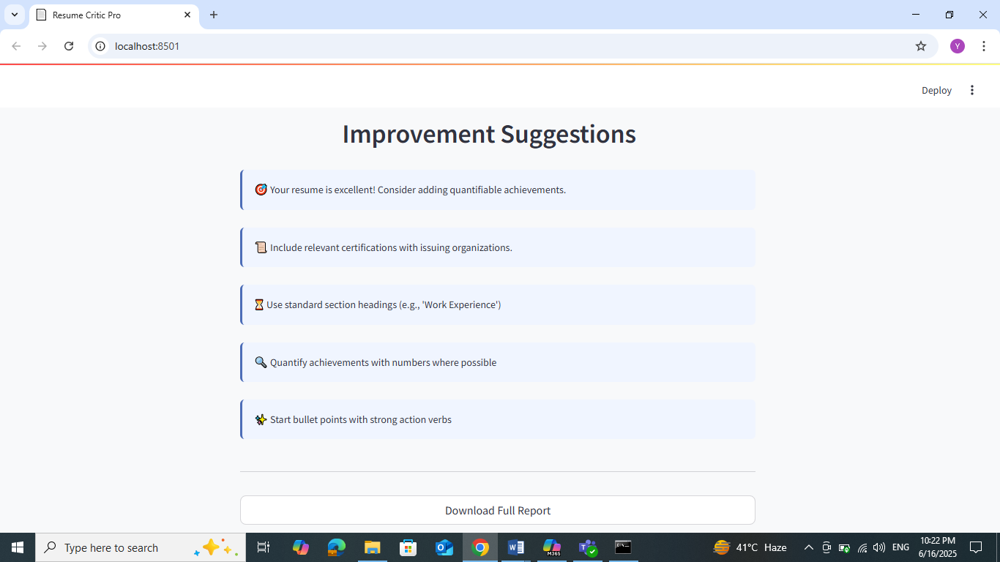 Resume Critic Pro
localhost:8501
Y
Deploy
Improvement Suggestions
🎯 Your resume is excellent! Consider adding quantifiable achievements.
📜 Include relevant certifications with issuing organizations.
⏳ Use standard section headings (e.g., 'Work Experience')
🔍 Quantify achievements with numbers where possible
✨ Start bullet points with strong action verbs
Download Full Report
Type here to search
M365
41°C Haze
ENG
10:22 PM
6/16/2025